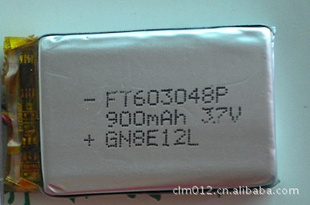 - FT603048P
900mAh 3.7V
+ GN8E12L
clm012.cn.alibaba.com